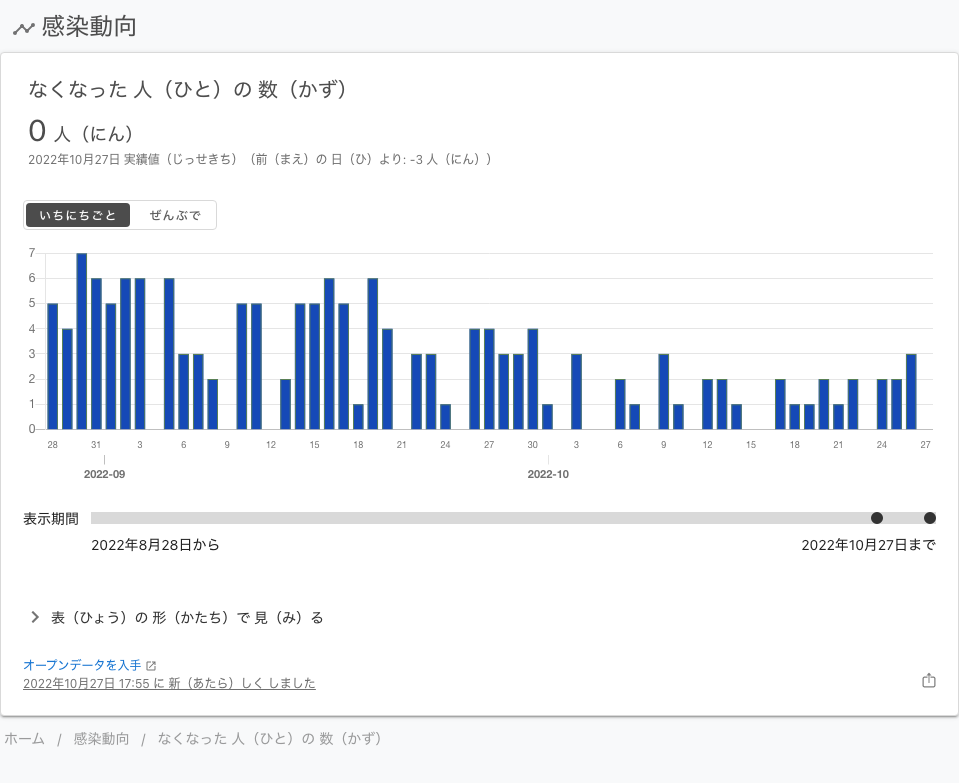 感染動向
なくなった 人（ひと）の 数（かず）
0 人（にん）
2022年10月27日 実績値（じっせきち）（前（まえ）の 日（ひ）より: -3 人（にん））
いちにちごと ぜんぶで
7
6
5
4
3
2
1
0
28 31 3 6 9 12 15 18 21 24 27 30 3 6 9 12 15 18 21 24 27
2022-09 2022-10
表示期間
2022年8月28日から 2022年10月27日まで
表（ひょう）の 形（かたち）で 見（み）る
オープンデータを入手
2022年10月27日 17:55 に 新（あたら）しく しました
ホーム / 感染動向 / なくなった 人（ひと）の 数（かず）